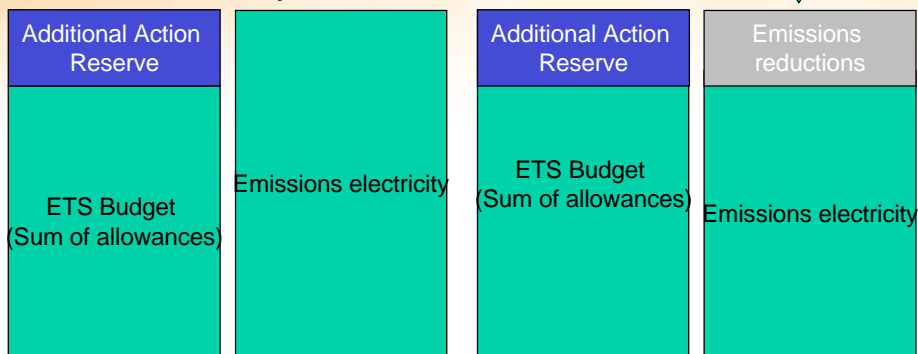 Additional Action
Reserve
ETS Budget
(Sum of allowances)
Emissions electricity
Additional Action
Reserve
ETS Budget
(Sum of allowances)
Emissions
reductions
Emissions electricity